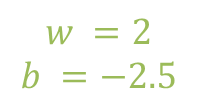 w = 2
b = −2.5